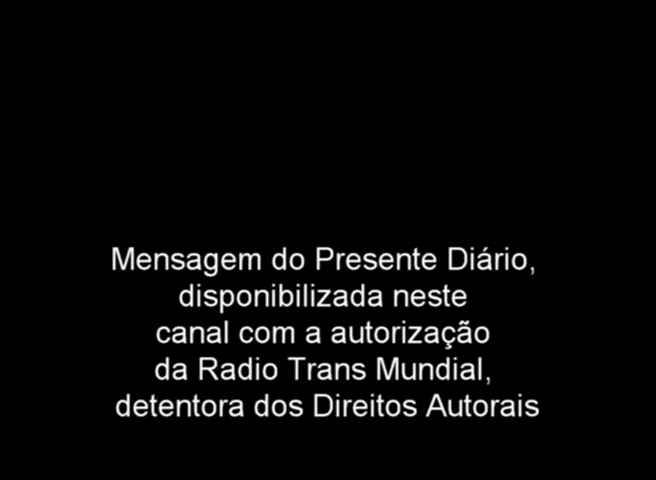 Mensagem do Presente Diário,
disponibilizada neste
canal com a autorização
da Radio Trans Mundial,
detentora dos Direitos Autorais